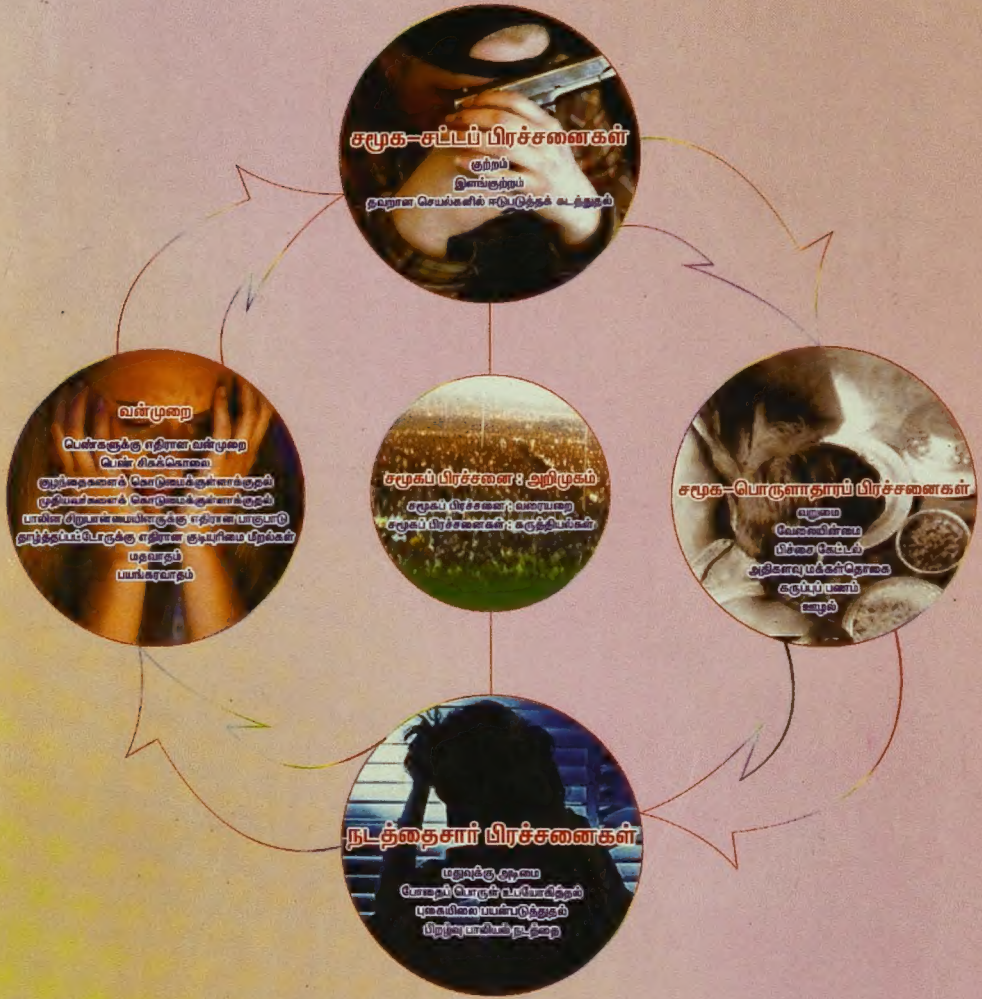 சமூக-சட்டப் பிரச்சனைகள்
குற்றம்
இளங்குற்றம்
தவறான செயல்களில் ஈடுபடுத்தக் கடத்துதல்
வன்முறை
பெண்களுக்கு எதிரான வன்முறை
பெண் சிசுக்கொலை
குழந்தைகளைக் கொடுமைக்குள்ளாக்குதல்
முதியவர்களைக் கொடுமைக்குள்ளாக்குதல்
பாலின சிறுபான்மையினருக்கு எதிரான பாகுபாடு
தாழ்த்தப்பட்டோருக்கு எதிரான குடியுரிமை மீறல்கள்
மதவாதம்
பயங்கரவாதம்
சமூகப் பிரச்சனை : அறிமுகம்
சமூகப் பிரச்சனை : வரையறை
சமூகப் பிரச்சனைகள் : கருத்தியல்கள்
சமூக-பொருளாதாரப் பிரச்சனைகள்
வறுமை
வேலையின்மை
பிச்சை கேட்டல்
அதிகளவு மக்கள்தொகை
கருப்புப் பணம்
ஊழல்
நடத்தைசார் பிரச்சனைகள்
மதுவுக்கு அடிமை
போதைப் பொருள் உபயோகித்தல்
புகையிலை பயன்படுத்துதல்
பிறழ்வு பாலியல் நடத்தை